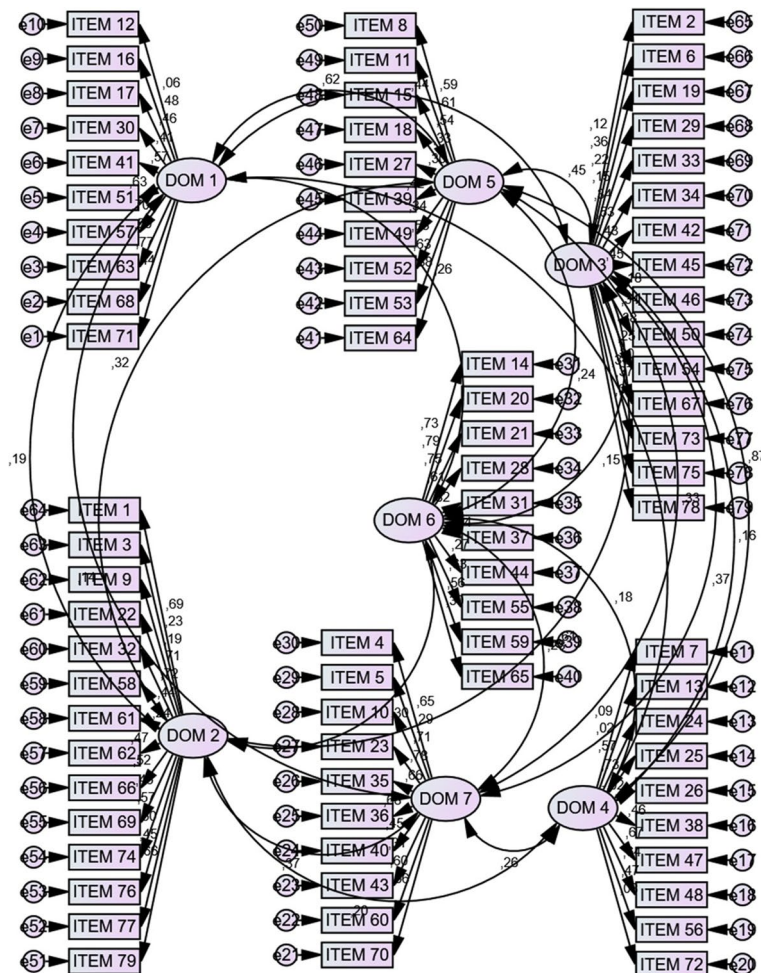 e10 ITEM 12
e9 ITEM 16
e8 ITEM 17
e7 ITEM 30
e6 ITEM 41
e5 ITEM 51
e4 ITEM 57
e3 ITEM 63
e2 ITEM 68
e1 ITEM 71
,06
,48
,46
,57
,63
DOM 1
e50 ITEM 8
e49 ITEM 11
e48 ITEM 15
e47 ITEM 18
e46 ITEM 27
e45 ITEM 39
e44 ITEM 49
e43 ITEM 52
e42 ITEM 53
e41 ITEM 64
,62
,59
,61
,54
,63
,26
DOM 5
ITEM 2 e65
ITEM 6 e66
ITEM 19 e67
ITEM 29 e68
ITEM 33 e69
ITEM 34 e70
ITEM 42 e71
ITEM 45 e72
ITEM 46 e73
ITEM 50 e74
ITEM 54 e75
ITEM 67 e76
ITEM 73 e77
ITEM 75 e78
ITEM 78 e79
,12
,36
,22
,45
DOM 3
,32
,24
,15
,33
,87
,16
,37
,19
ITEM 14 e31
ITEM 20 e32
ITEM 21 e33
ITEM 28 e34
ITEM 31 e35
ITEM 37 e36
ITEM 44 e37
ITEM 55 e38
ITEM 59 e39
ITEM 65 e40
,73
,79
,56
DOM 6
,18
e64 ITEM 1
e63 ITEM 3
e62 ITEM 9
e61 ITEM 22
e60 ITEM 32
e59 ITEM 58
e58 ITEM 61
e57 ITEM 62
e56 ITEM 66
e55 ITEM 69
e54 ITEM 74
e53 ITEM 76
e52 ITEM 77
e51 ITEM 79
,69
,23
,19
,71
,47
,52
,57
,45
DOM 2
e30 ITEM 4
e29 ITEM 5
e28 ITEM 10
e27 ITEM 23
e26 ITEM 35
e25 ITEM 36
e24 ITEM 40
e23 ITEM 43
e22 ITEM 60
e21 ITEM 70
,65
,30
,29
,71
,60
DOM 7
,26
,20
ITEM 7 e11
ITEM 13 e12
ITEM 24 e13
ITEM 25 e14
ITEM 26 e15
ITEM 38 e16
ITEM 47 e17
ITEM 48 e18
ITEM 56 e19
ITEM 72 e20
,09
,02
,57
,46
,67
,47
DOM 4